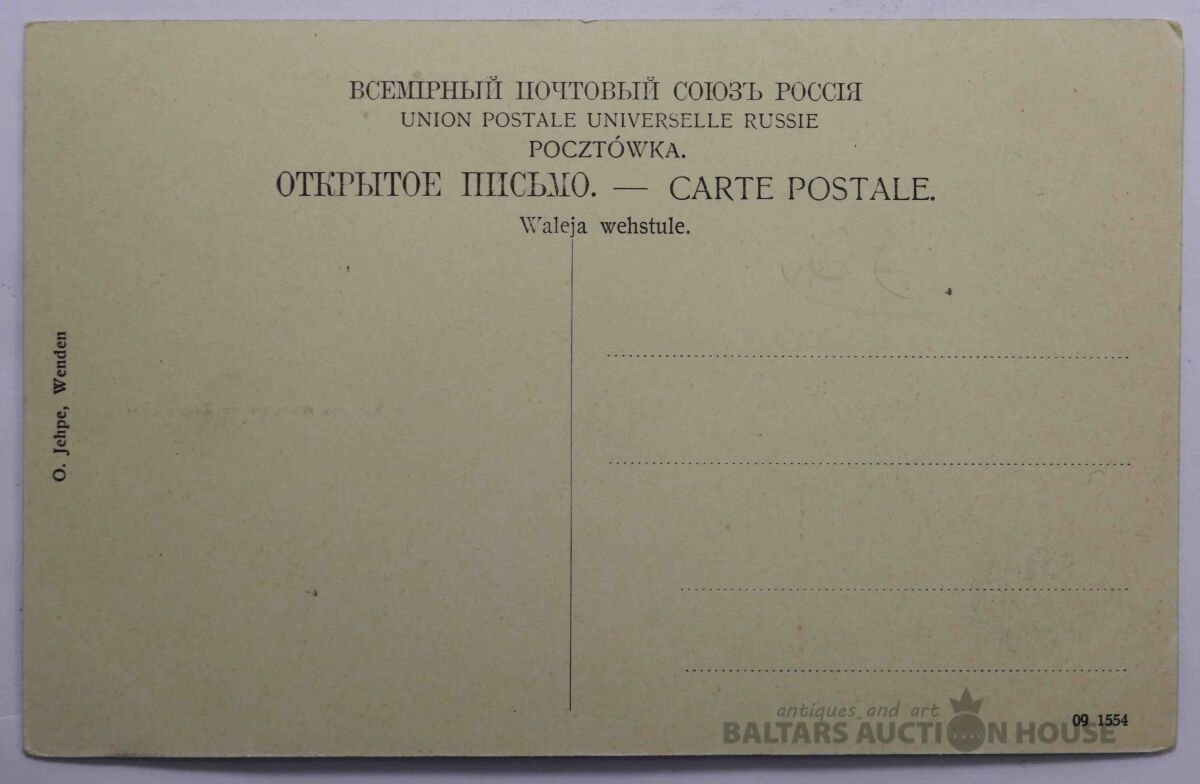 ВСЕМІРНЫЙ ПОЧТОВЫЙ СОЮЗЪ РОССІЯ
UNION POSTALE UNIVERSELLE RUSSIE
POCZTÓWKA.
ОТКРЫТОЕ ПИСЬМО. — CARTE POSTALE.
Waleja wehstule.
O. Jehpe, Wenden
09 1554
antiques and art
BALTARS AUCTION HOUSE